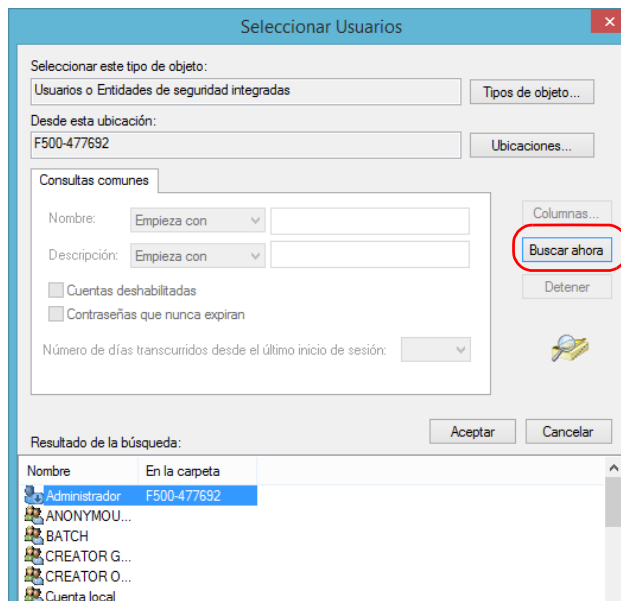 Seleccionar Usuarios
Seleccionar este tipo de objeto:
Usuarios o Entidades de seguridad integradas
Tipos de objeto...
Desde esta ubicación:
F500-477692
Ubicaciones...
Consultas comunes
Nombre:
Empieza con
Descripción:
Empieza con
Cuentas deshabilitadas
Contraseñas que nunca expiran
Número de días transcurridos desde el último inicio de sesión:
Columnas...
Buscar ahora
Detener
Aceptar
Cancelar
Resultado de la búsqueda:
Nombre En la carpeta
Administrador F500-477692
ANONYMOU...
BATCH
CREATOR G...
CREATOR O...
Cuenta local